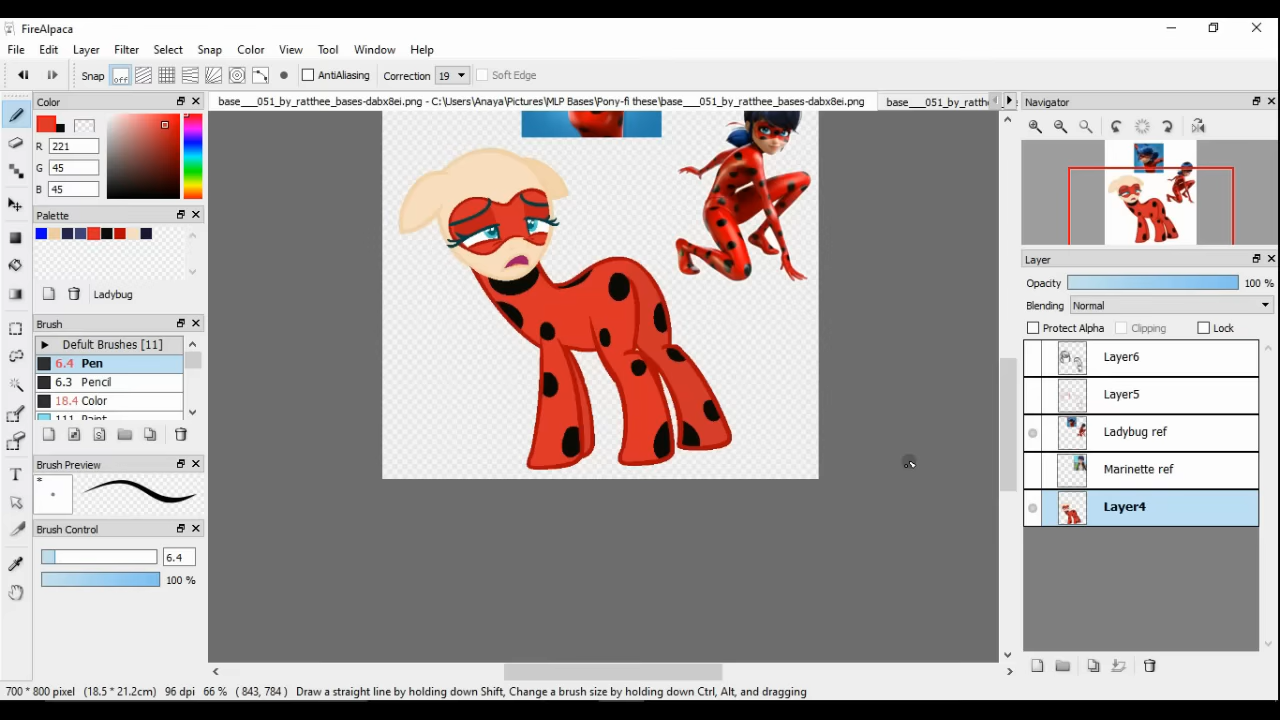 FireAlpaca
File Edit Layer Filter Select Snap Color View Tool Window Help
Snap off AntiAliasing Correction 19 Soft Edge
Color
base___051_by_ratthee_bases-dabx8ei.png - C:\Users\Anaya\Pictures\MLP Bases\Pony-fi these\base___051_by_ratthee_bases-dabx8ei.png
base___051_by_ratthe
Navigator
R 221
G 45
B 45
Palette
Ladybug
Brush
Defult Brushes [11]
6.4 Pen
6.3 Pencil
18.4 Color
111 Paint
Brush Preview
*
Brush Control
6.4
100 %
Layer
Opacity 100 %
Blending Normal
Protect Alpha Clipping Lock
Layer6
Layer5
Ladybug ref
Marinette ref
Layer4
T
S
700 * 800 pixel (18.5 * 21.2cm) 96 dpi 66 % ( 843, 784 ) Draw a straight line by holding down Shift, Change a brush size by holding down Ctrl, Alt, and dragging